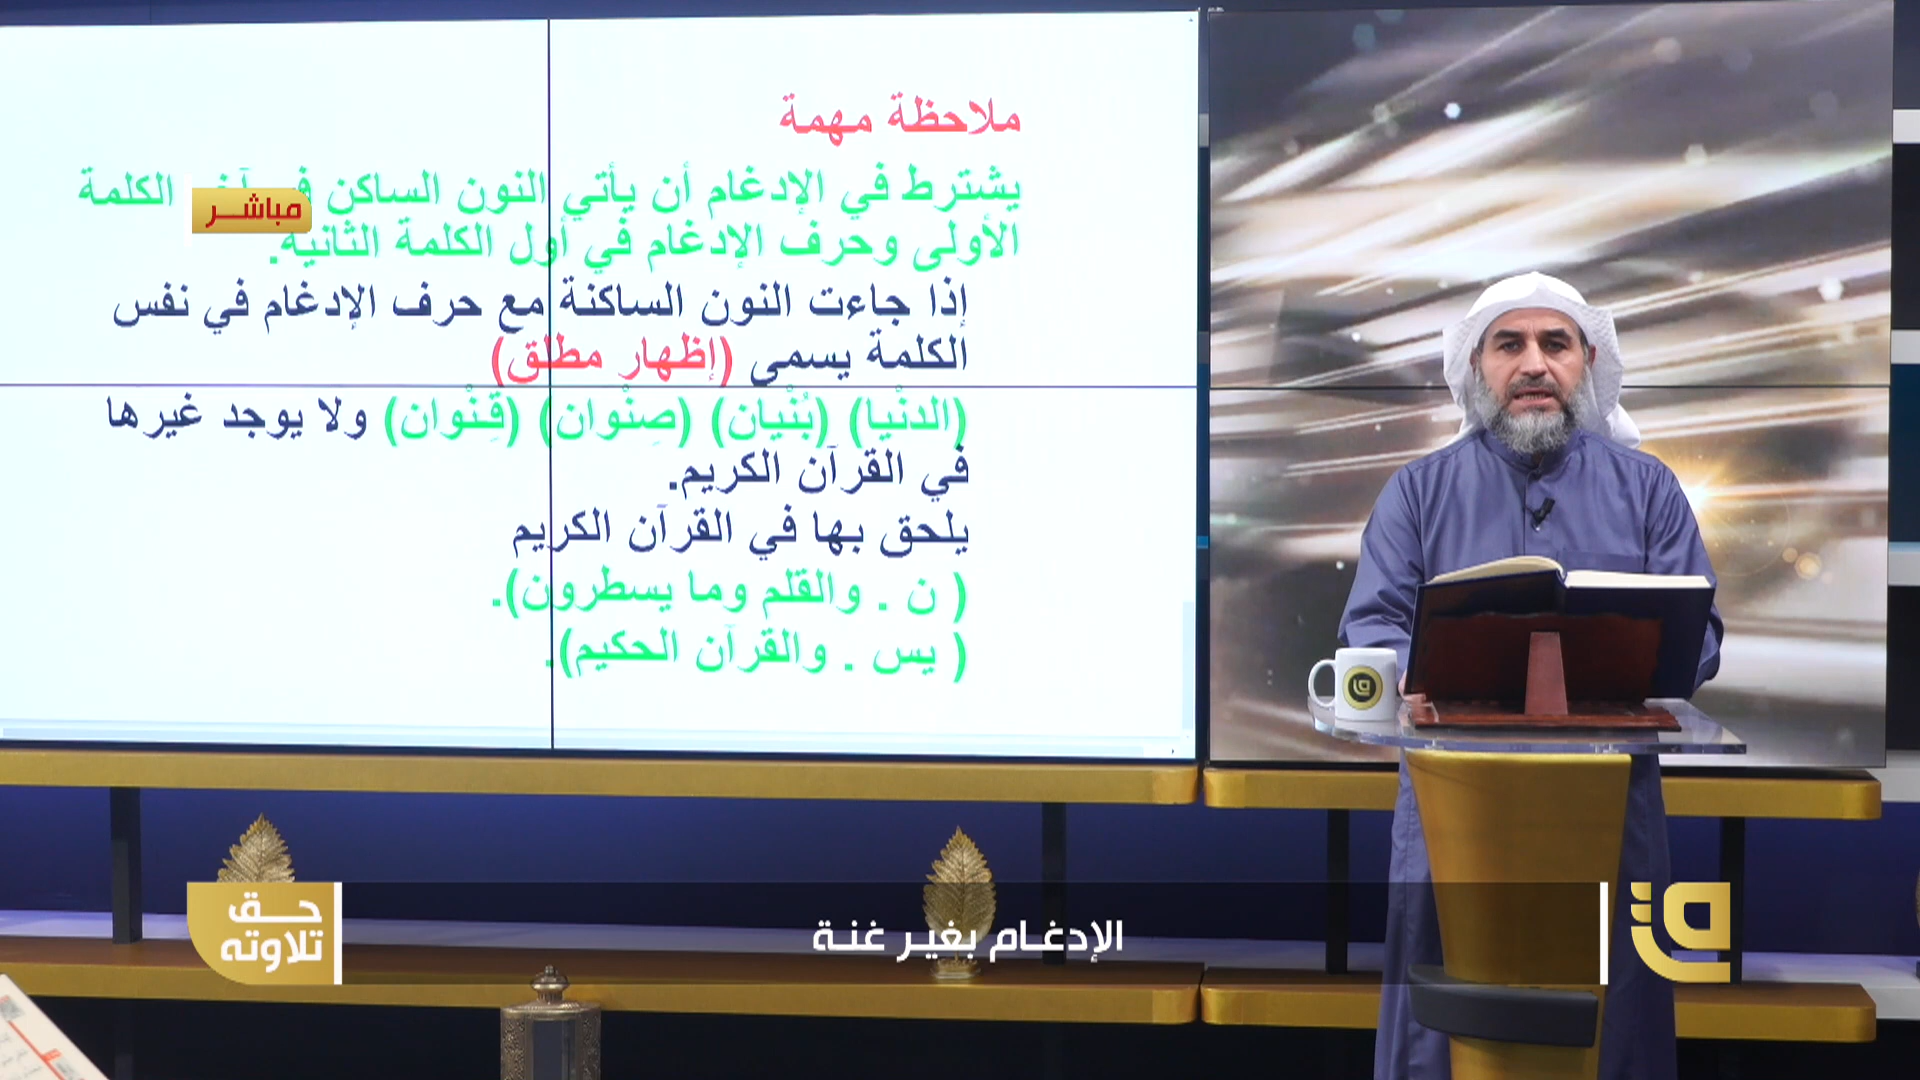 ملاحظة مهمة
يشترط في الإدغام أن يأتي النون الساكن الكلمة
الأولى وحرف الإدغام في أول الكلمة الثانية.
إذا جاءت النون الساكنة مع حرف الإدغام في نفس
الكلمة يسمى (إظهار مطلق)
(الدنْيا) (بُنْيان) (صِنْوان) (قِنْوان) ولا يوجد غيرها
في القرآن الكريم.
يلحق بها في القرآن الكريم
( ن . والقلم وما يسطرون).
( يس . والقرآن الحكيم).
مباشر
الإدغام بغير غنة
حق
تلاوته